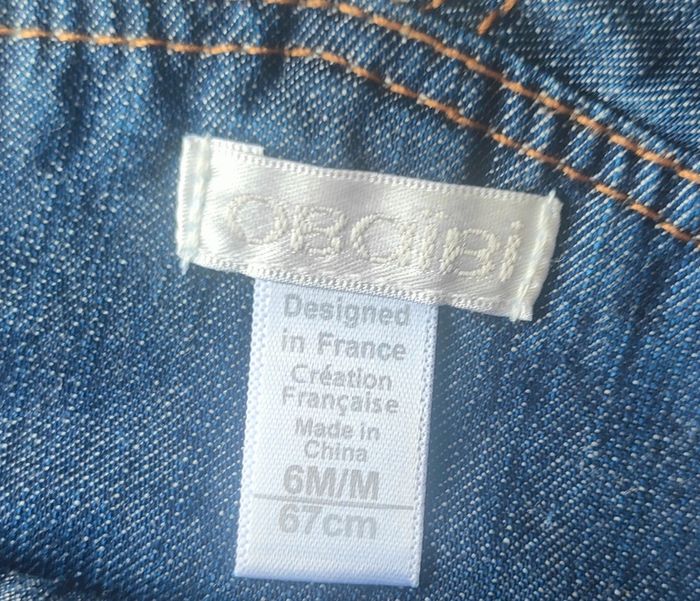 OBaïBi
Designed
in France
Création
Française
Made in
China
6M/M
67cm